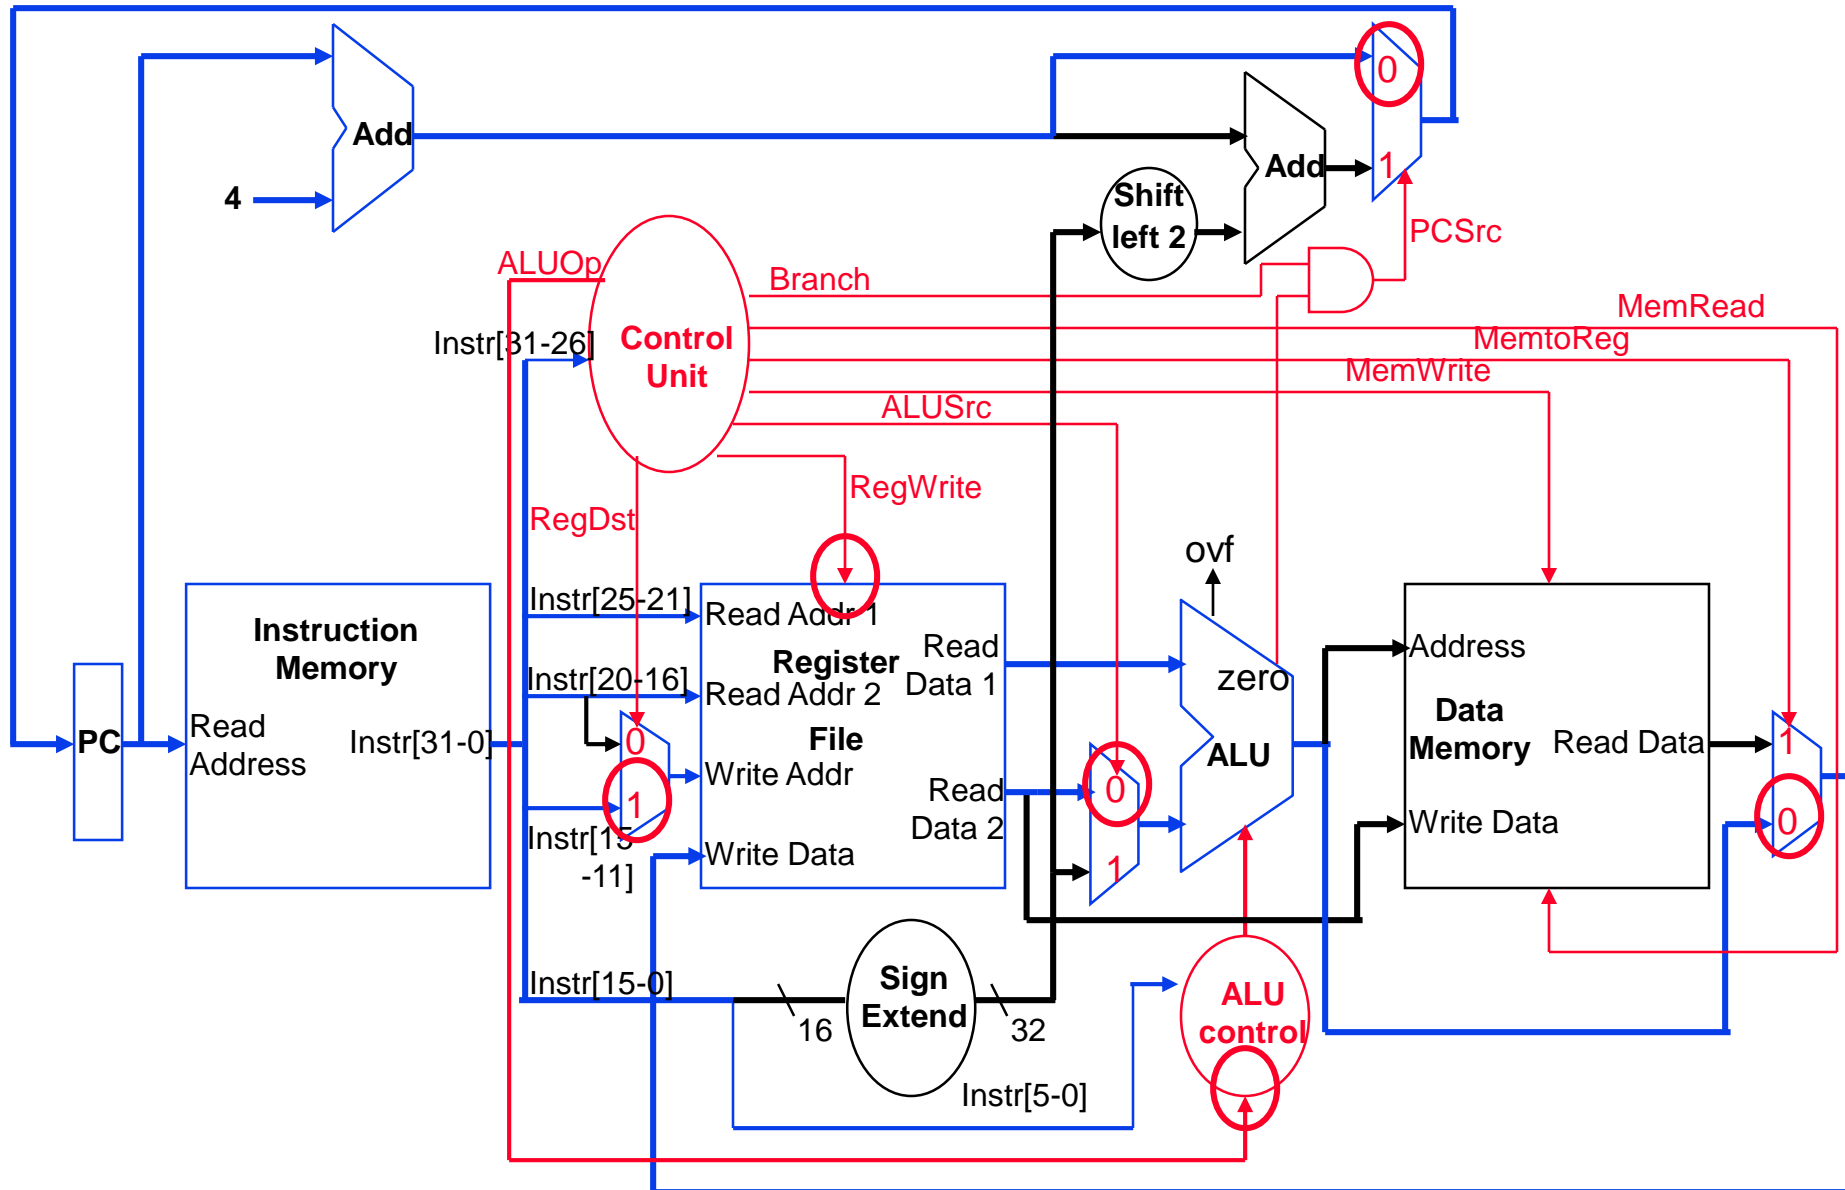 0
Add
1
Add
4
Shift
left 2
PCSrc
ALUOp
Branch
MemRead
Instr[31-26]
Control
Unit
MemtoReg
MemWrite
ALUSrc
RegWrite
RegDst
ovf
Instr[25-21]
Read Addr 1
Instruction
Memory
Register
File
Read
Data 1
zero
Address
Instr[20-16]
Read Addr 2
PC
Read
Address
Instr[31-0]
0
Write Addr
ALU
Data
Memory
Read Data
1
1
Read
Data 2
0
Write Data
0
Instr[15
-11]
Write Data
1
Instr[15-0]
Sign
Extend
16
32
ALU
control
Instr[5-0]